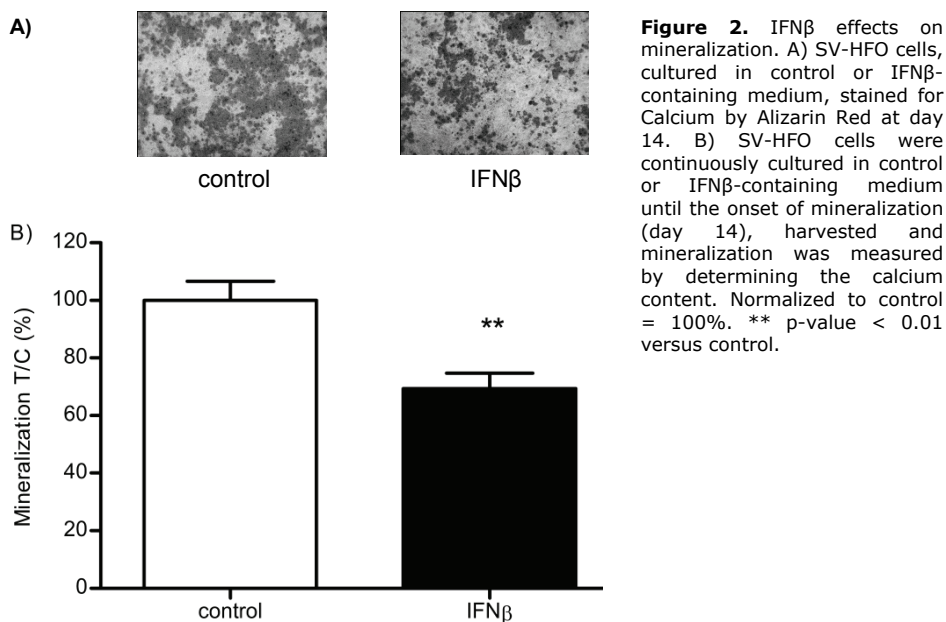 A)
control
IFNβ
B)
120
100
80
60
40
20
0
Mineralization T/C (%)
**
control
IFNβ
Figure 2. IFNβ effects on
mineralization. A) SV-HFO cells,
cultured in control or IFNβ-
containing medium, stained for
Calcium by Alizarin Red at day
14. B) SV-HFO cells were
continuously cultured in control
or IFNβ-containing medium
until the onset of mineralization
(day 14), harvested and
mineralization was measured
by determining the calcium
content. Normalized to control
= 100%. ** p-value < 0.01
versus control.